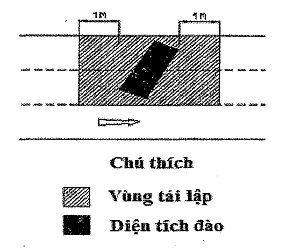 1M 1M
Chú thích
Vùng tái lập
Diện tích đào